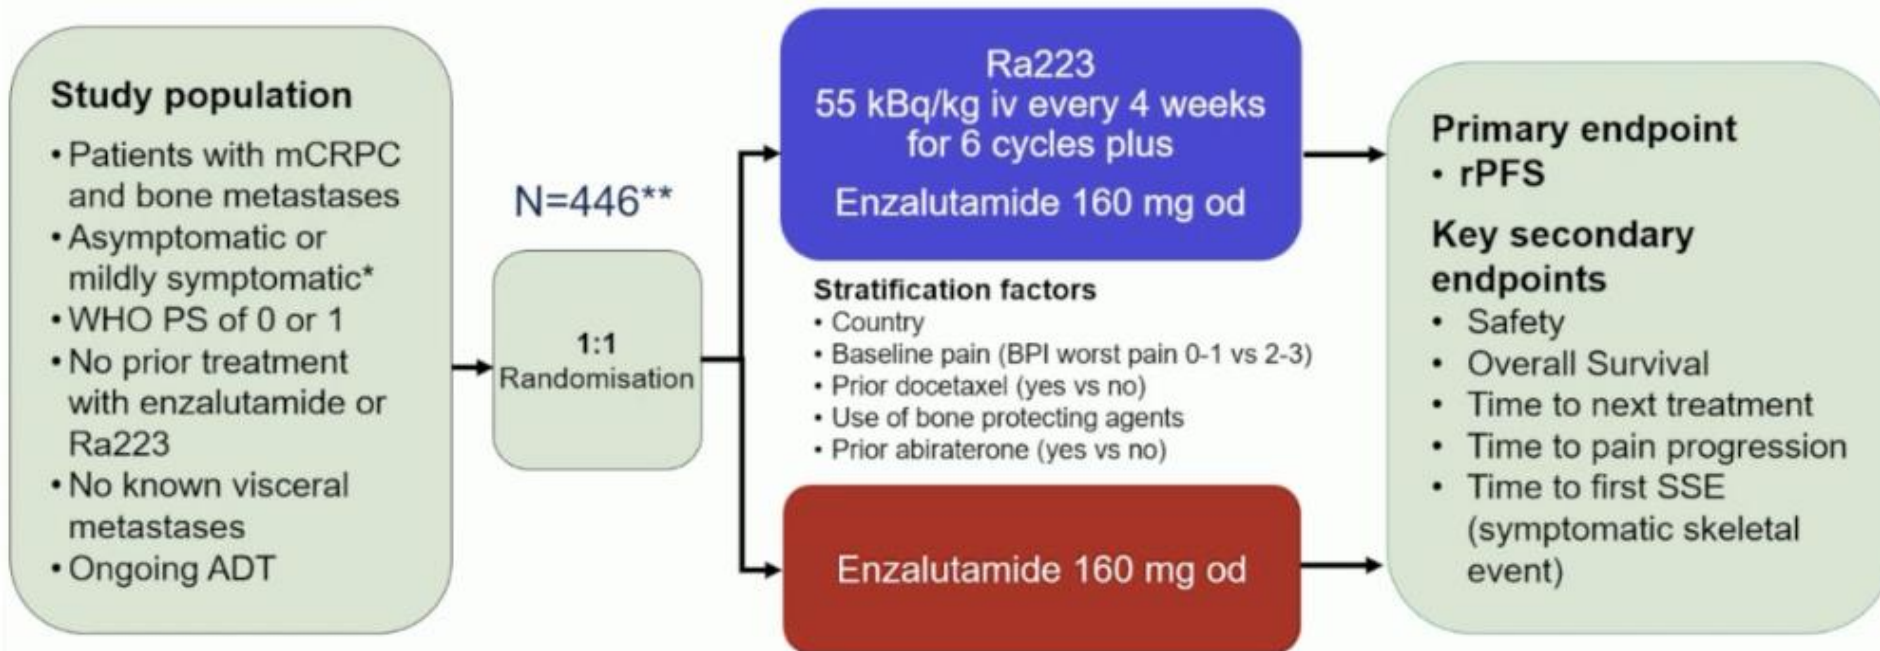 Study population
• Patients with mCRPC
and bone metastases
• Asymptomatic or
mildly symptomatic*
• WHO PS of 0 or 1
• No prior treatment
with enzalutamide or
Ra223
• No known visceral
metastases
• Ongoing ADT
N=446**
1:1
Randomisation
Ra223
55 kBq/kg iv every 4 weeks
for 6 cycles plus
Enzalutamide 160 mg od
Stratification factors
• Country
• Baseline pain (BPI worst pain 0-1 vs 2-3)
• Prior docetaxel (yes vs no)
• Use of bone protecting agents
• Prior abiraterone (yes vs no)
Enzalutamide 160 mg od
Primary endpoint
• rPFS
Key secondary
endpoints
• Safety
• Overall Survival
• Time to next treatment
• Time to pain progression
• Time to first SSE
(symptomatic skeletal
event)